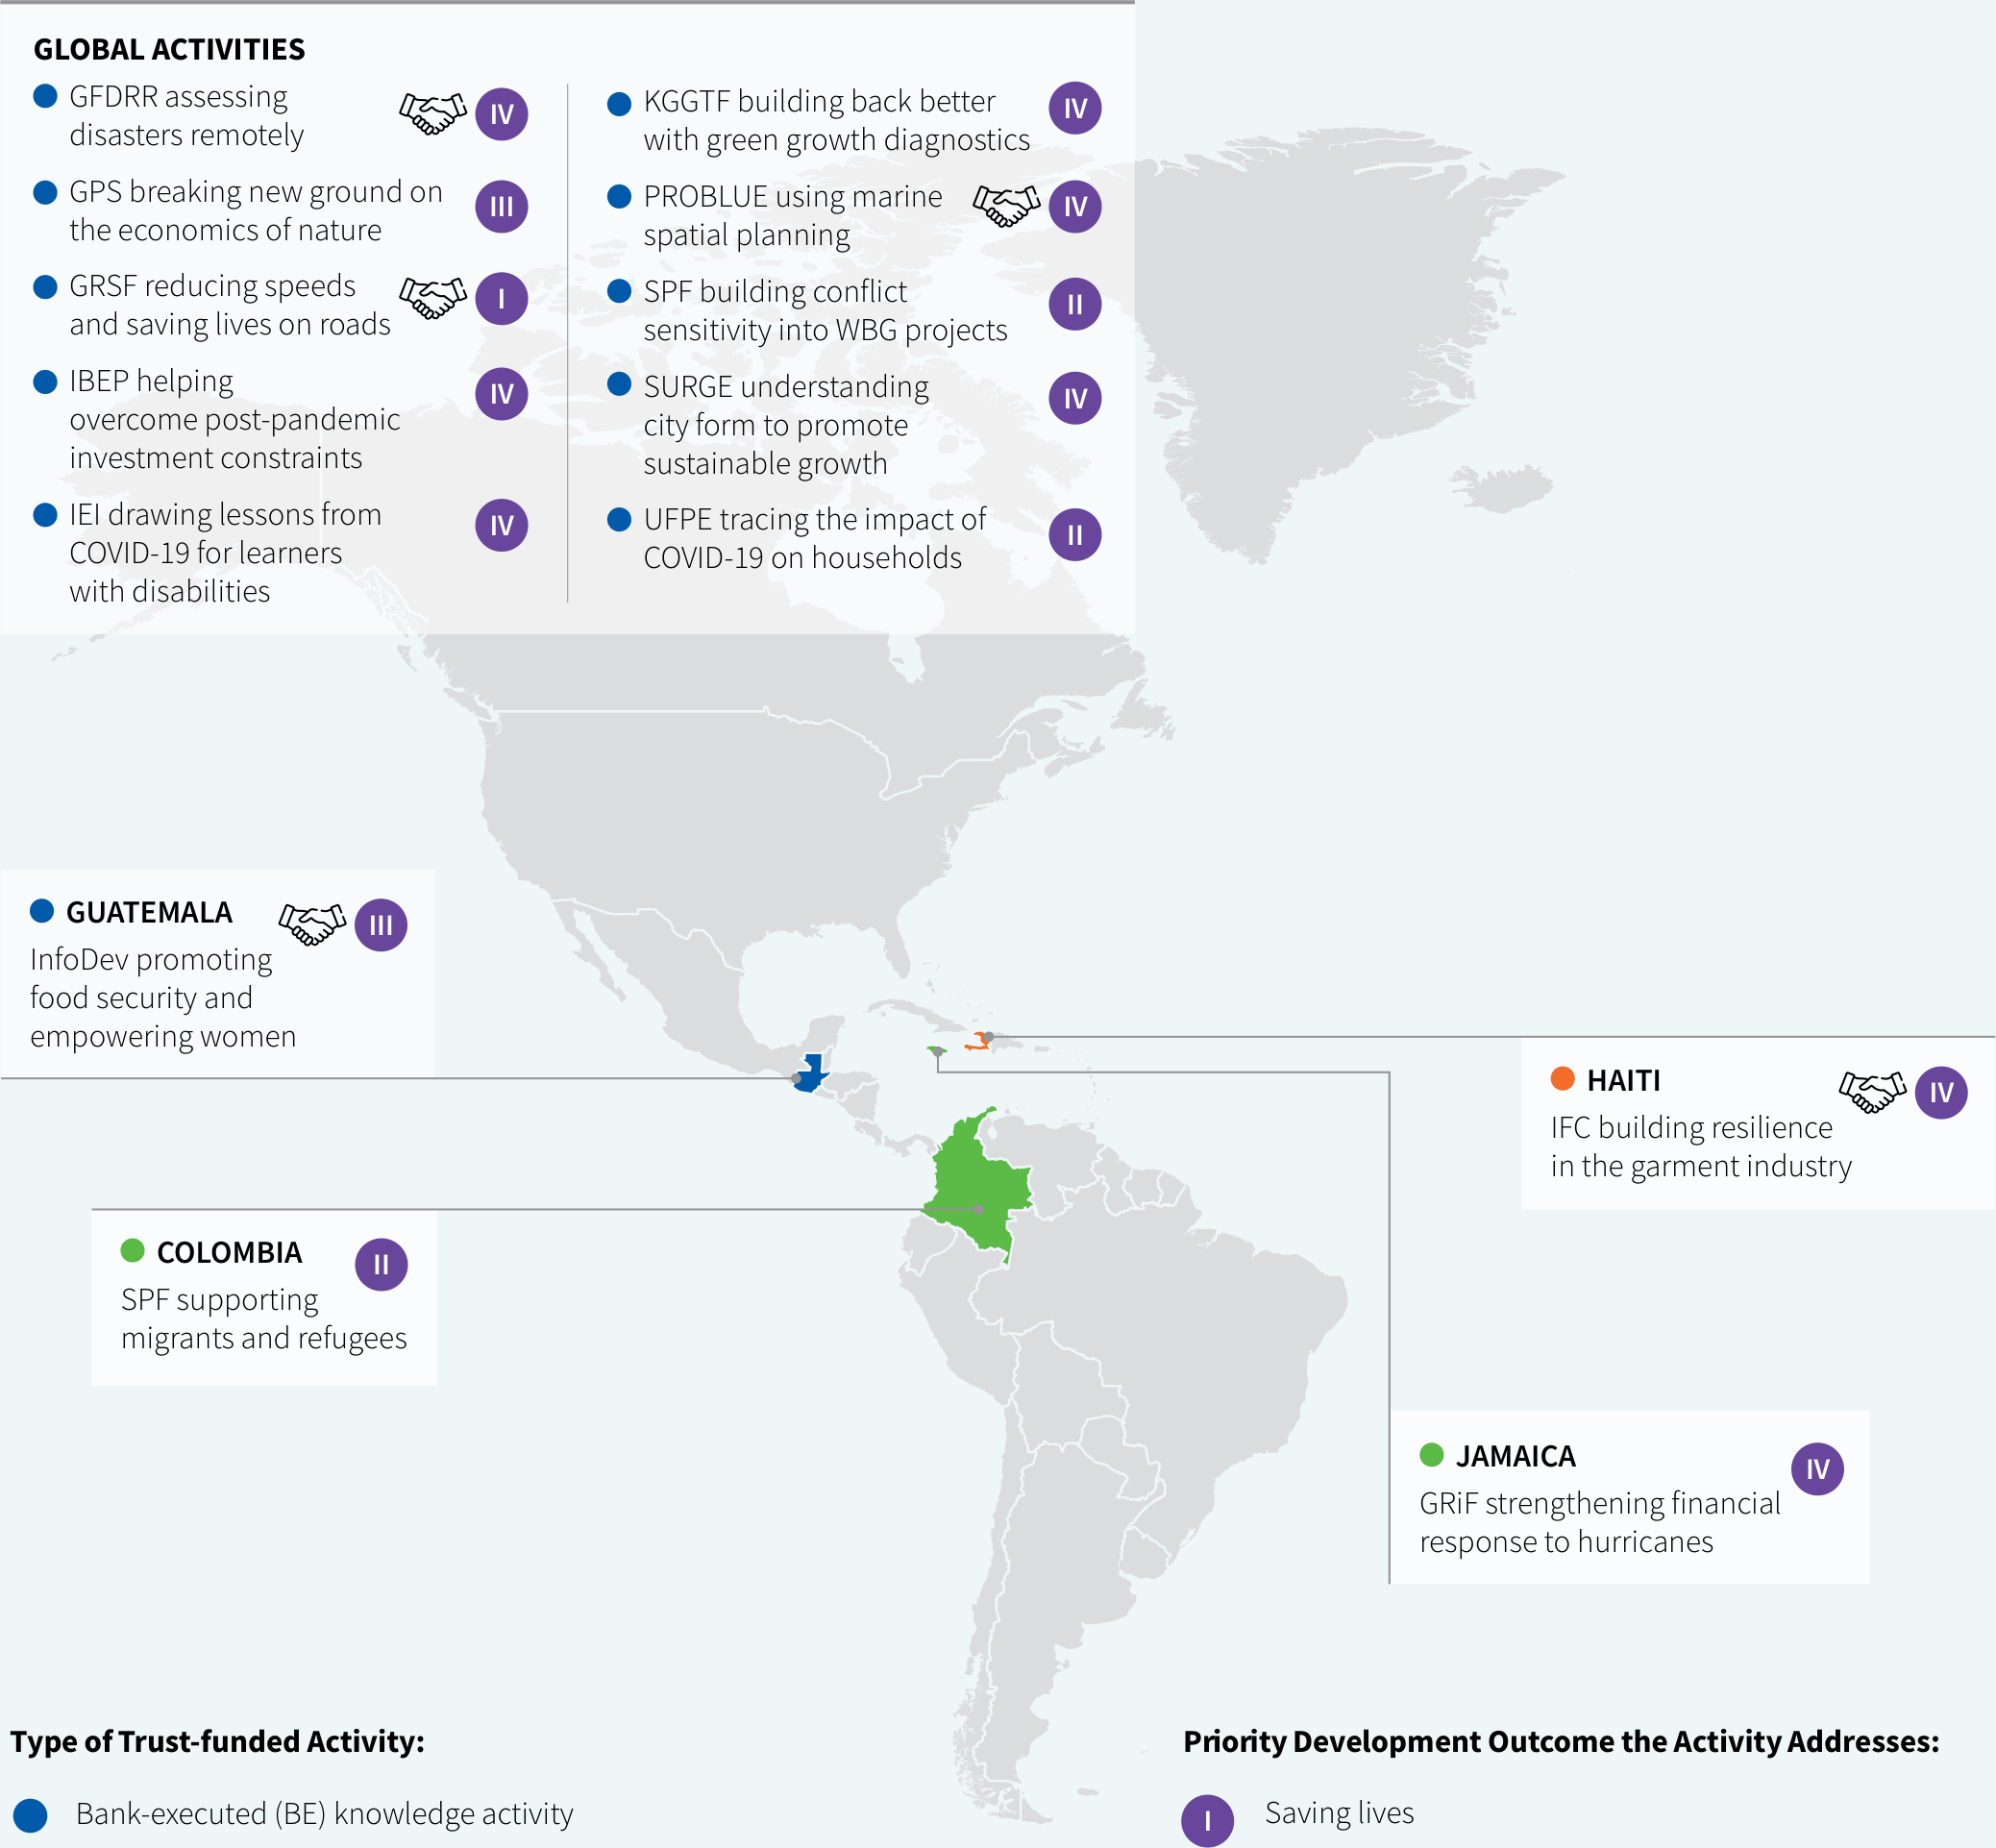 GLOBAL ACTIVITIES
GFDRR assessing
disasters remotely
IV
GPS breaking new ground on
the economics of nature
III
GRSF reducing speeds
and saving lives on roads
I
IBEP helping
overcome post-pandemic
investment constraints
IV
IEI drawing lessons from
COVID-19 for learners
with disabilities
IV
KGGTF building back better
with green growth diagnostics
IV
PROBLUE using marine
spatial planning
IV
SPF building conflict
sensitivity into WBG projects
II
SURGE understanding
city form to promote
sustainable growth
IV
UFPE tracing the impact of
COVID-19 on households
II
GUATEMALA
III
InfoDev promoting
food security and
empowering women
HAITI
IV
IFC building resilience
in the garment industry
COLOMBIA
II
SPF supporting
migrants and refugees
JAMAICA
IV
GRiF strengthening financial
response to hurricanes
Type of Trust-funded Activity:
Bank-executed (BE) knowledge activity
Priority Development Outcome the Activity Addresses:
I
Saving lives